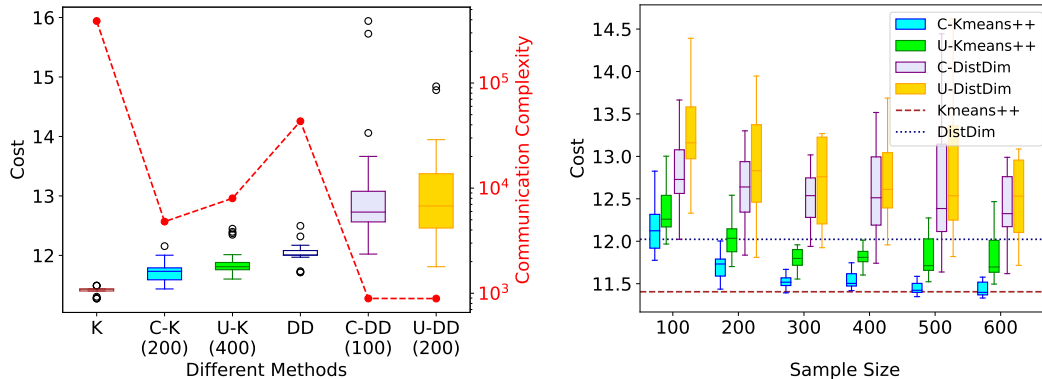 16
15
14
13
12
Cost
10^5
10^4
10^3
Communication Complexity
K
C-K
(200)
U-K
(400)
DD
C-DD
(100)
U-DD
(200)
Different Methods
14.5
14.0
13.5
13.0
12.5
12.0
11.5
Cost
C-Kmeans++
U-Kmeans++
C-DistDim
U-DistDim
Kmeans++
DistDim
100
200
300
400
500
600
Sample Size